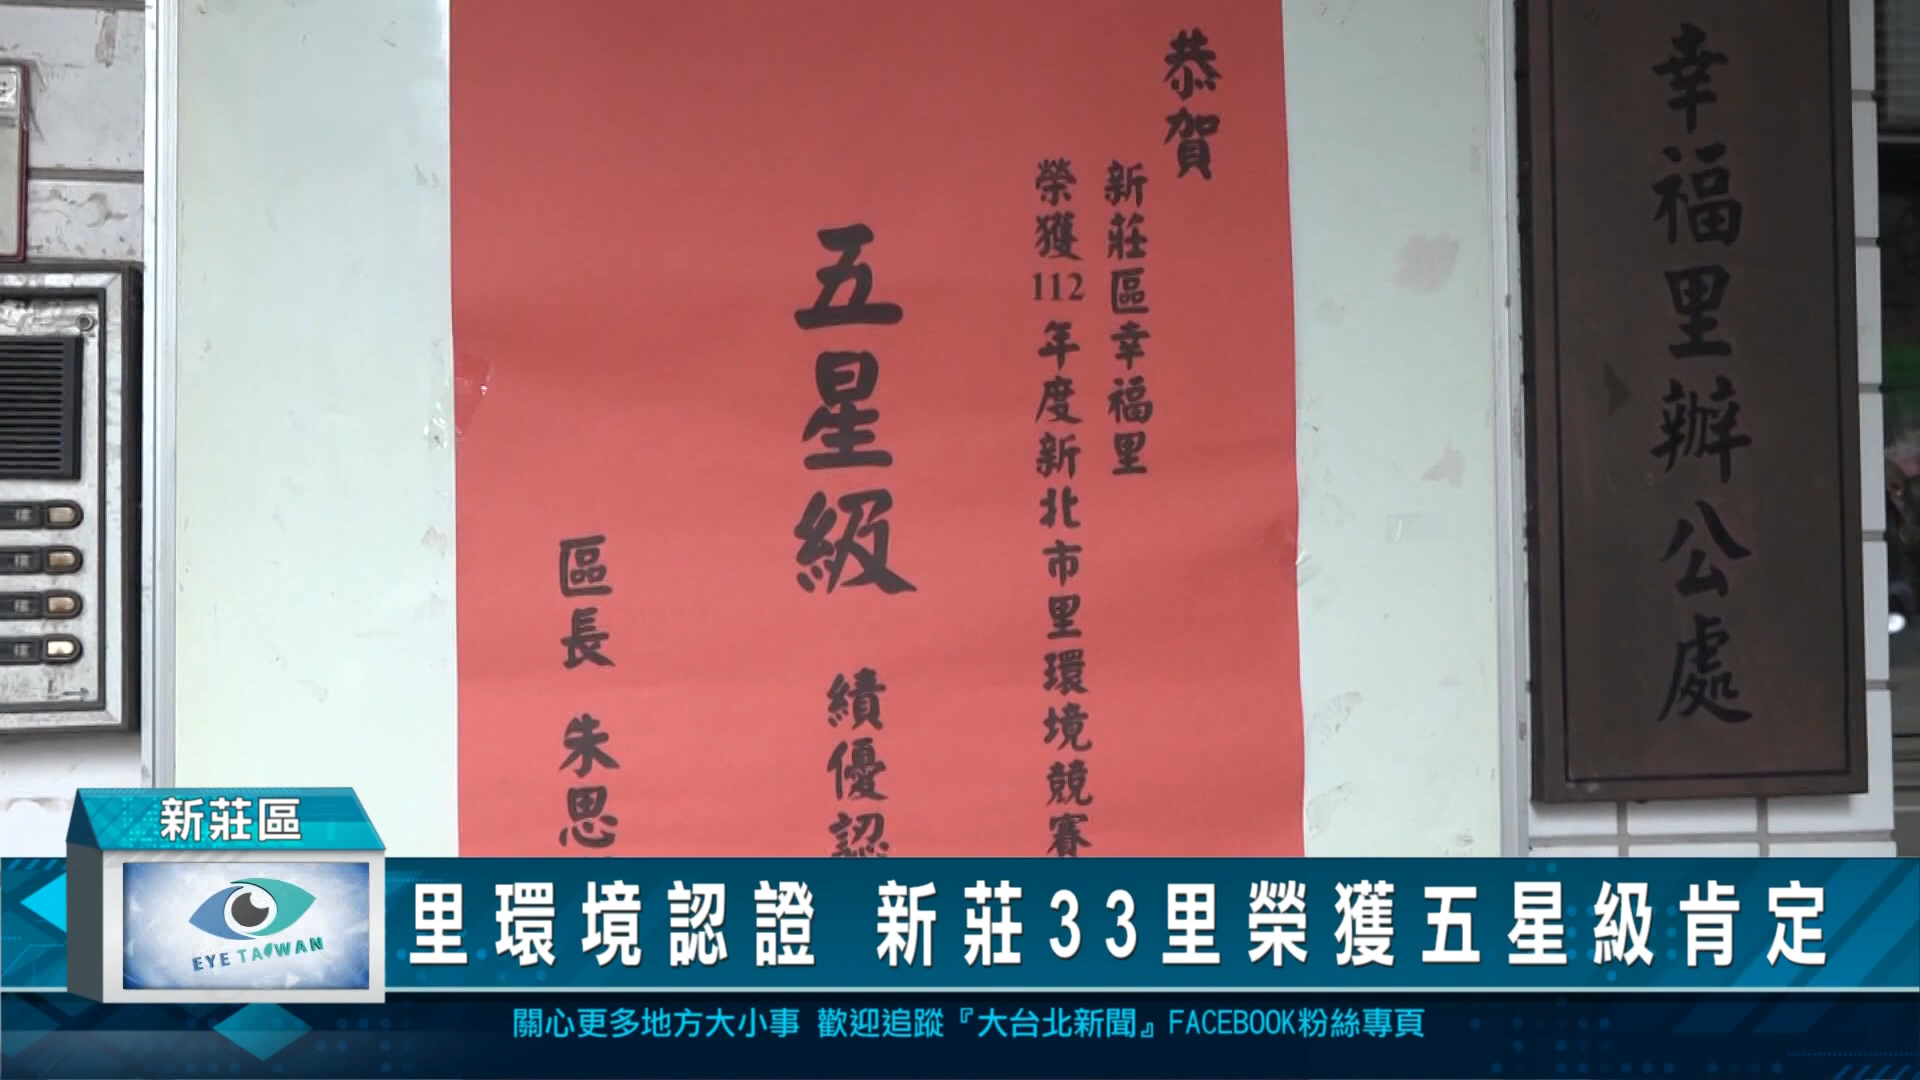 幸福里辦公處
恭賀
新莊區幸福里
榮獲112年度新北市里環境競賽
五星級 績優認
區長 朱思
新莊區
EYE TAIWAN
里環境認證 新莊33里榮獲五星級肯定
關心更多地方大小事 歡迎追蹤『大台北新聞』FACEBOOK粉絲專頁